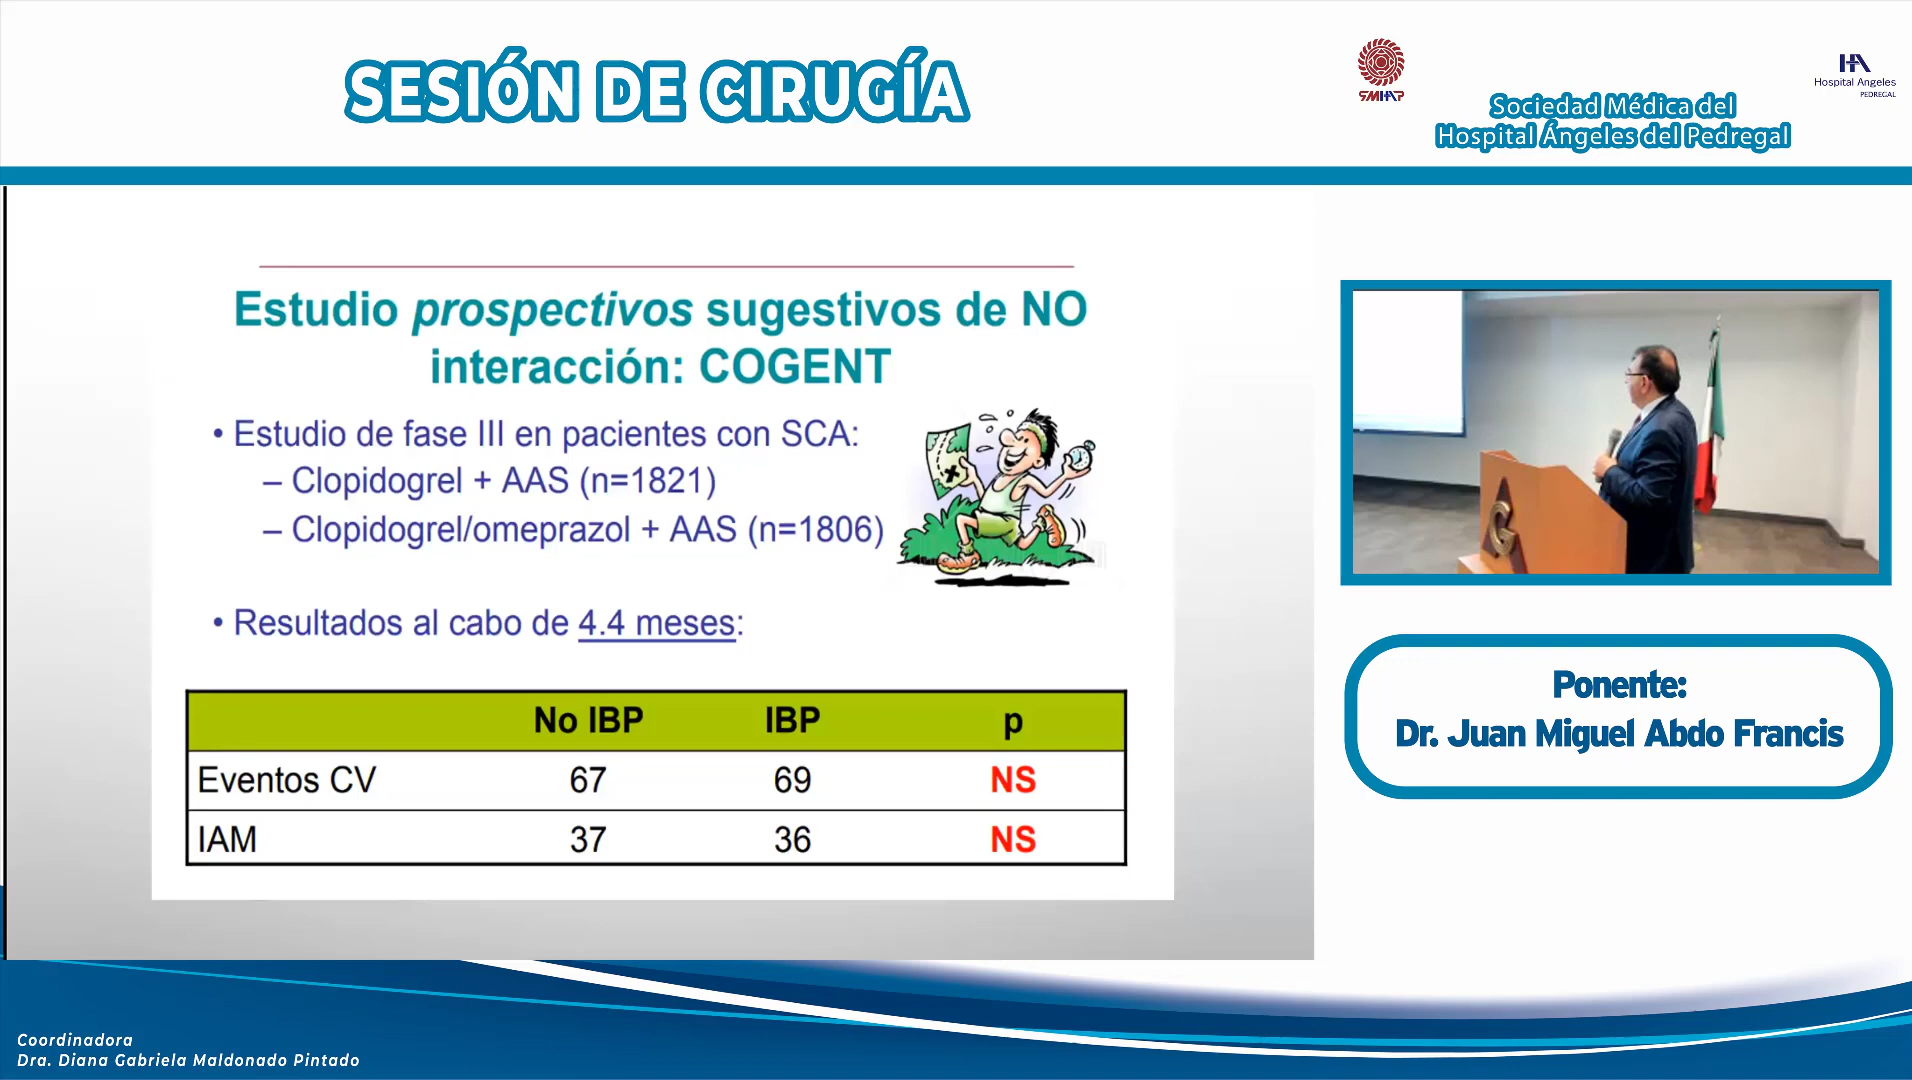 SESIÓN DE CIRUGÍA
SMHAP
Sociedad Médica del
Hospital Ángeles del Pedregal
HA
Hospital Angeles
PEDREGAL
Estudio prospectivos sugestivos de NO
interacción: COGENT
• Estudio de fase III en pacientes con SCA:
– Clopidogrel + AAS (n=1821)
– Clopidogrel/omeprazol + AAS (n=1806)
• Resultados al cabo de 4.4 meses:
No IBP IBP p
Eventos CV 67 69 NS
IAM 37 36 NS
Ponente:
Dr. Juan Miguel Abdo Francis
Coordinadora
Dra. Diana Gabriela Maldonado Pintado